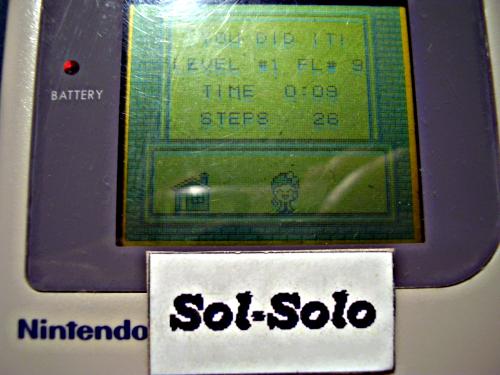 YOU DID IT!
LEVEL #1 FL# 9
TIME 0:09
STEPS 26
BATTERY
Nintendo
Sol-Solo